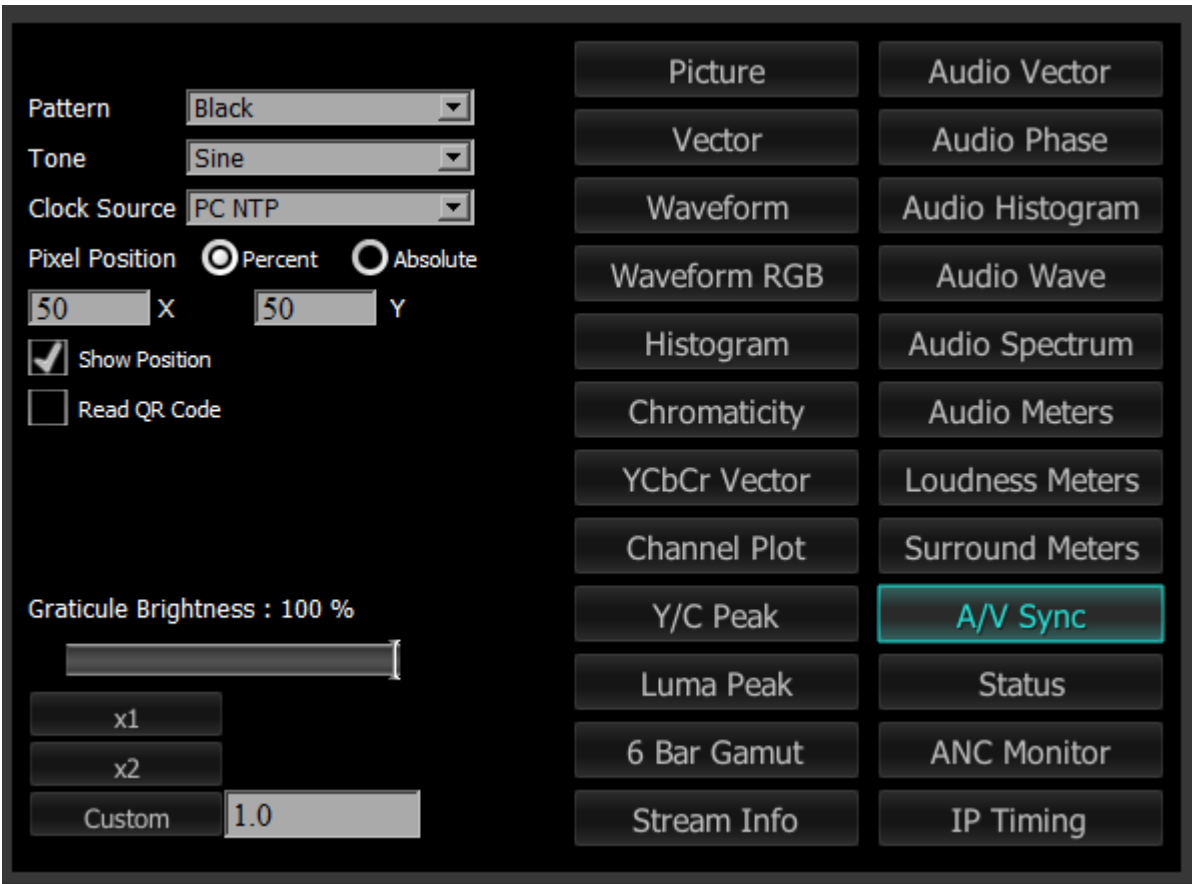 Pattern Black
Tone Sine
Clock Source PC NTP
Pixel Position Percent Absolute
50 X 50 Y
Show Position
Read QR Code
Graticule Brightness : 100 %
x1
x2
Custom 1.0
Picture
Vector
Waveform
Waveform RGB
Histogram
Chromaticity
YCbCr Vector
Channel Plot
Y/C Peak
Luma Peak
6 Bar Gamut
Stream Info
Audio Vector
Audio Phase
Audio Histogram
Audio Wave
Audio Spectrum
Audio Meters
Loudness Meters
Surround Meters
A/V Sync
Status
ANC Monitor
IP Timing